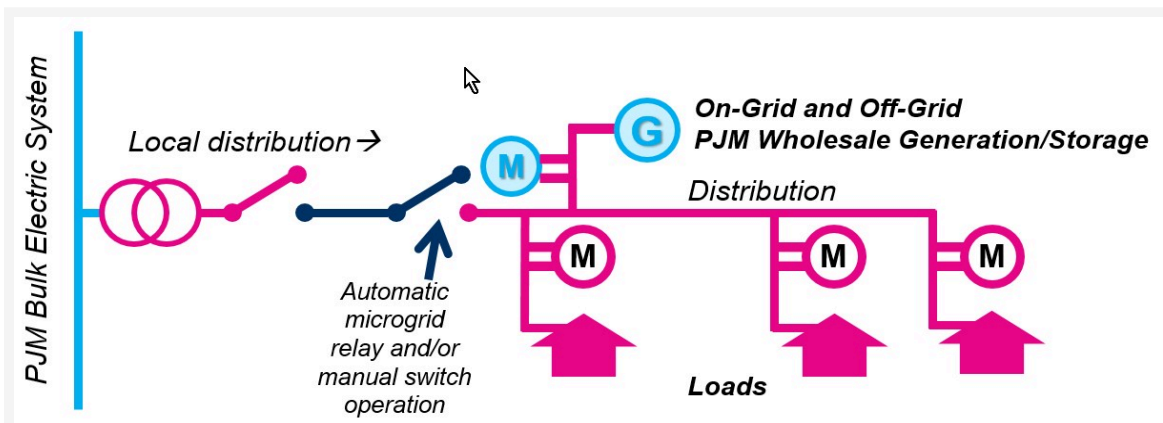 PJM Bulk Electric System
Local distribution →
On-Grid and Off-Grid
PJM Wholesale Generation/Storage
G
M
Distribution
M
M
M
Automatic
microgrid
relay and/or
manual switch
operation
Loads